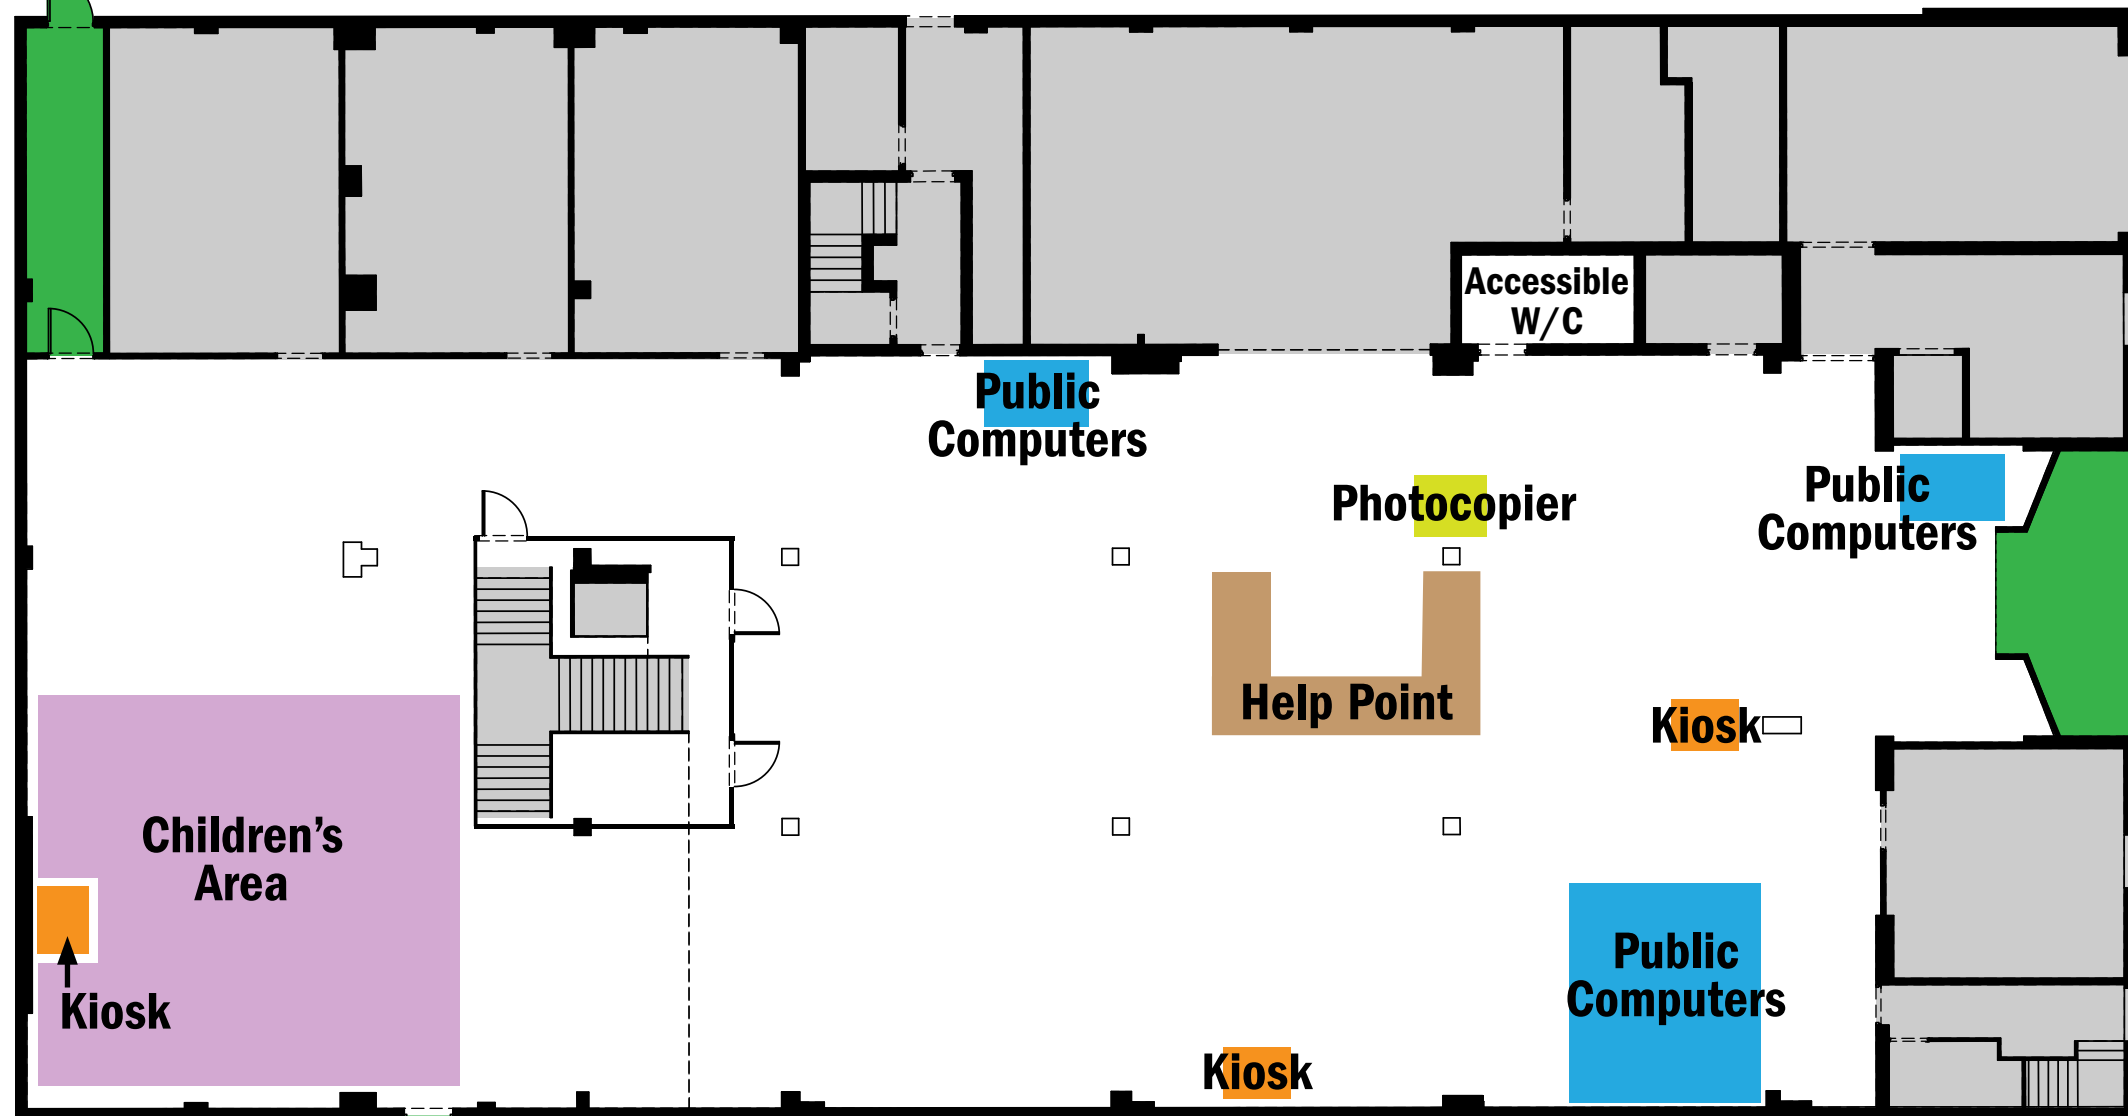 Accessible
W/C
Public
Computers
Photocopier
Public
Computers
Help Point
Kiosk
Children's
Area
Kiosk
Public
Computers
Kiosk